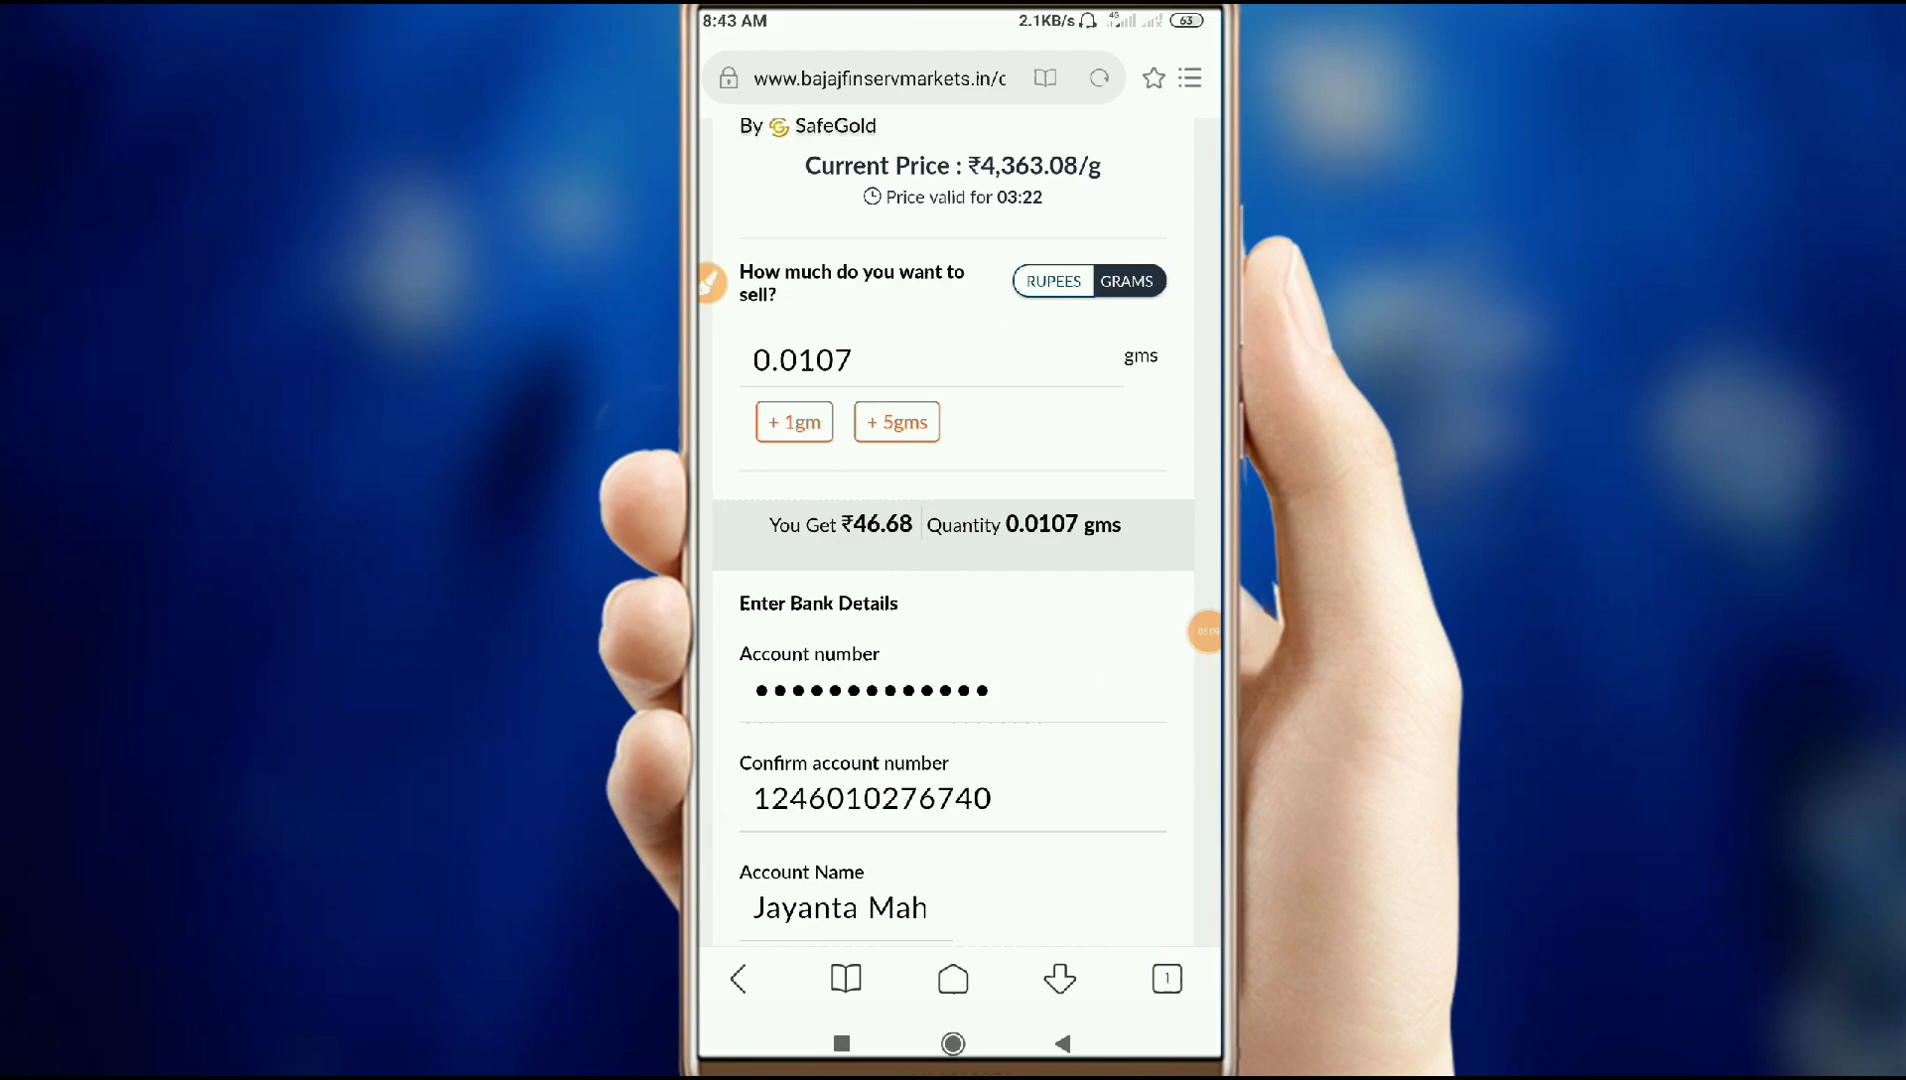 8:43 AM 2.1KB/s 4G 63
www.bajajfinservmarkets.in/c
By SafeGold
Current Price : ₹4,363.08/g
Price valid for 03:22
How much do you want to
sell?
RUPEES GRAMS
0.0107 gms
+ 1gm + 5gms
You Get ₹46.68 Quantity 0.0107 gms
Enter Bank Details
Account number
●●●●●●●●●●●●●
Confirm account number
1246010276740
Account Name
Jayanta Mah
1